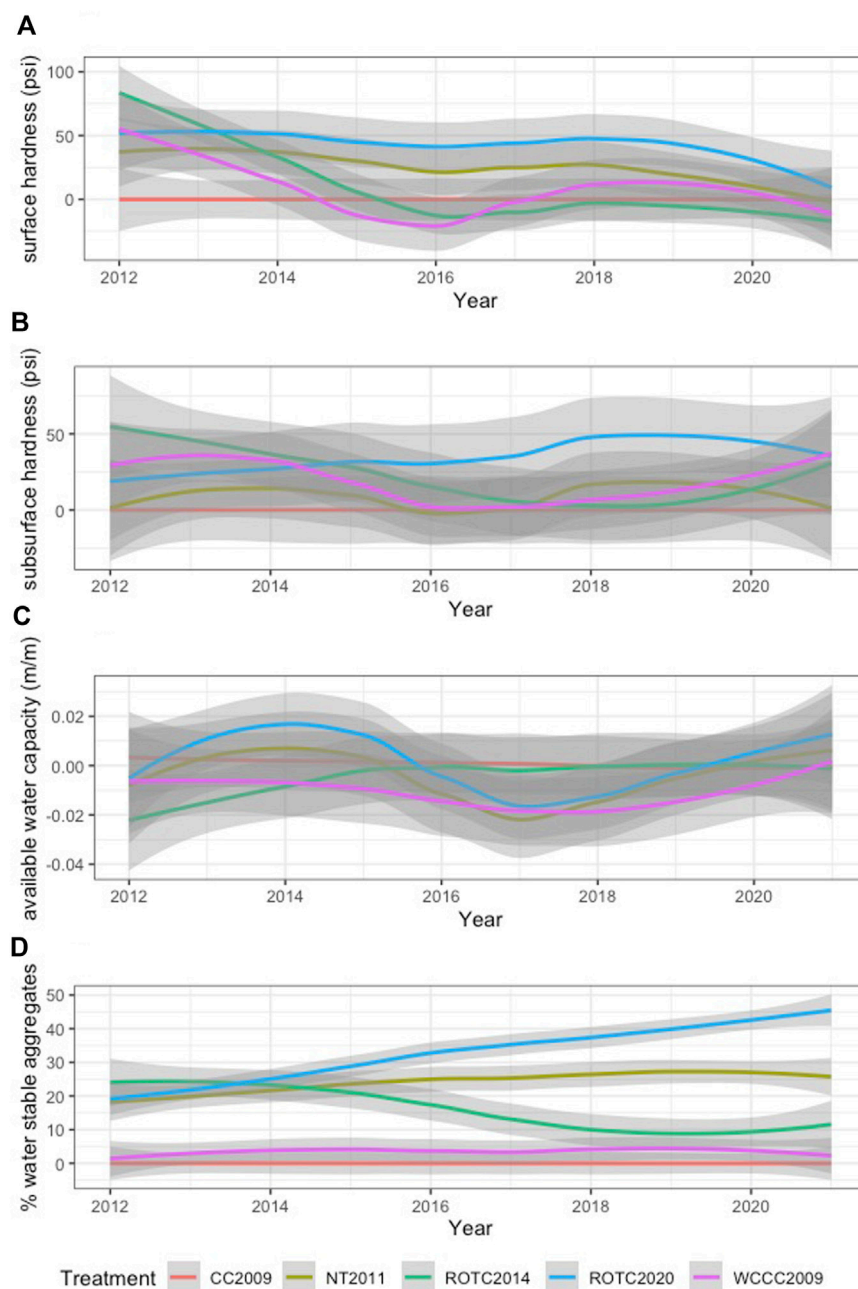 A
surface hardness (psi)
100
50
0
2012 2014 2016 2018 2020
Year
B
subsurface hardness (psi)
50
0
2012 2014 2016 2018 2020
Year
C
available water capacity (m/m)
0.02
0.00
-0.02
-0.04
2012 2014 2016 2018 2020
Year
D
% water stable aggregates
50
40
30
20
10
0
2012 2014 2016 2018 2020
Year
Treatment CC2009 NT2011 ROTC2014 ROTC2020 WCCC2009